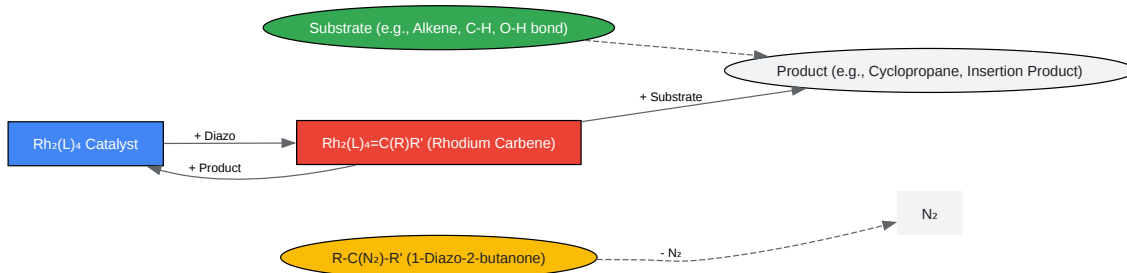 Substrate (e.g., Alkene, C-H, O-H bond)
Product (e.g., Cyclopropane, Insertion Product)
+ Substrate
Rh₂(L)₄ Catalyst
+ Diazo
Rh₂(L)₄=C(R)R' (Rhodium Carbene)
+ Product
N₂
R-C(N₂)-R' (1-Diazo-2-butanone)
- N₂